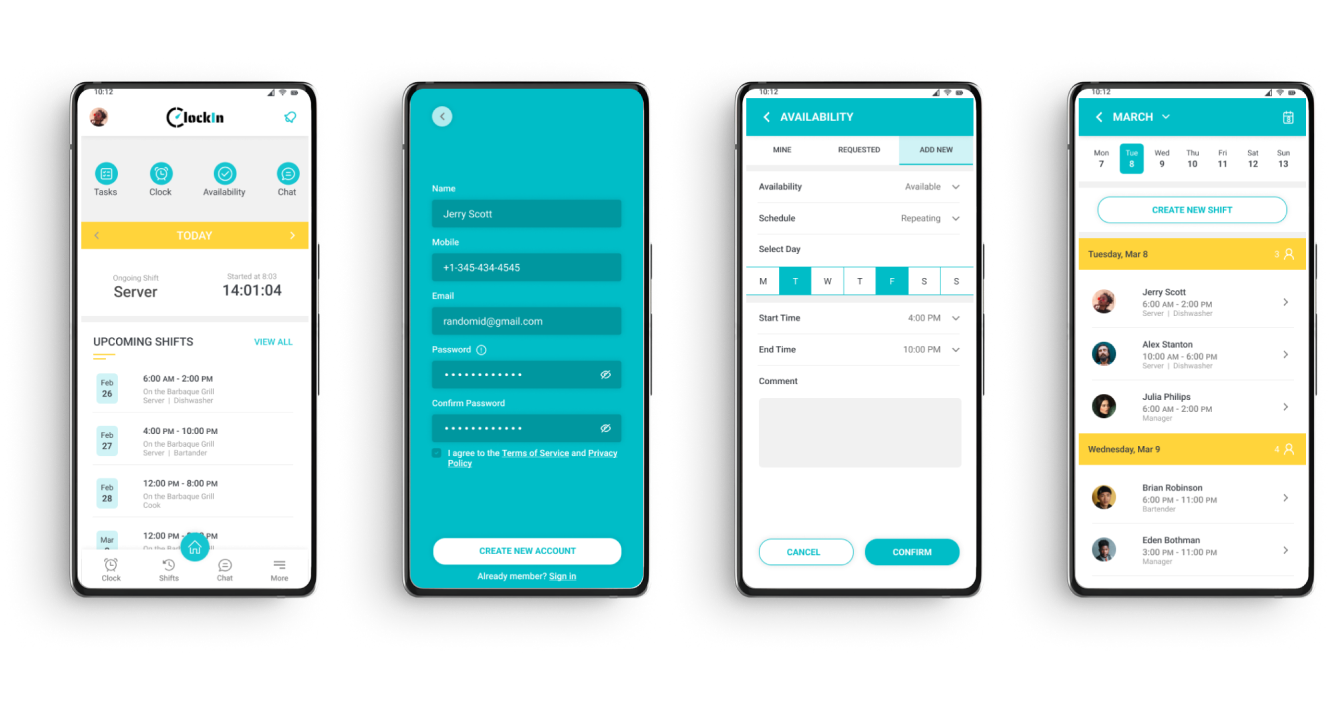 10:12
ClockIn
Tasks
Clock
Availability
Chat
TODAY
Ongoing Shift
Server
Started at 8:03
14:01:04
UPCOMING SHIFTS
VIEW ALL
Feb
26
6:00 AM - 2:00 PM
On the Barbaque Grill
Server | Dishwasher
Feb
27
4:00 PM - 10:00 PM
On the Barbaque Grill
Server | Bartander
Feb
28
12:00 PM - 8:00 PM
On the Barbaque Grill
Cook
Mar
12:00 PM - PM
On the
Clock
Shifts
Chat
More
Name
Jerry Scott
Mobile
+1-345-434-4545
Email
randomid@gmail.com
Password
Confirm Password
I agree to the Terms of Service and Privacy
Policy
CREATE NEW ACCOUNT
Already member? Sign in
10:12
AVAILABILITY
MINE
REQUESTED
ADD NEW
Availability
Available
Schedule
Repeating
Select Day
M T W T F S S
Start Time
4:00 PM
End Time
10:00 PM
Comment
CANCEL
CONFIRM
10:12
MARCH
8
Mon Tue Wed Thu Fri Sat Sun
7 8 9 10 11 12 13
CREATE NEW SHIFT
Tuesday, Mar 8
3
Jerry Scott
6:00 AM - 2:00 PM
Server | Dishwasher
Alex Stanton
10:00 AM - 6:00 PM
Server | Dishwasher
Julia Philips
6:00 AM - 2:00 PM
Manager
Wednesday, Mar 9
4
Brian Robinson
6:00 PM - 11:00 PM
Bartender
Eden Bothman
3:00 PM - 11:00 PM
Manager